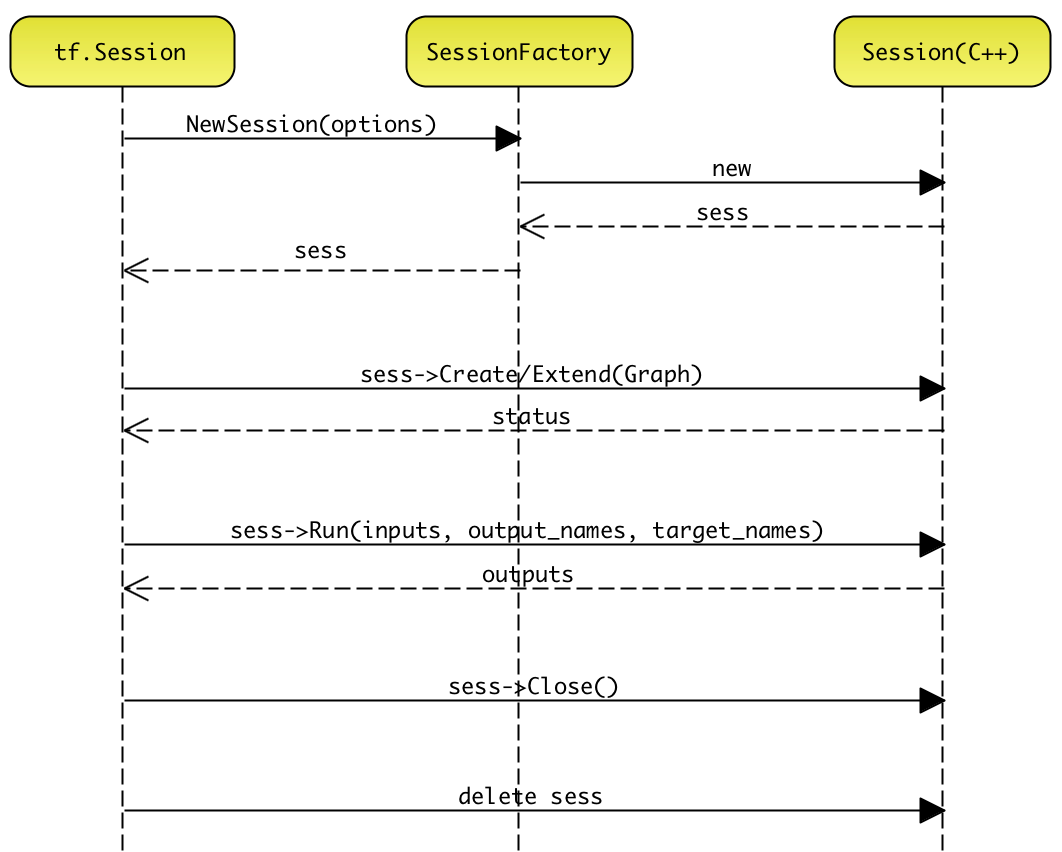 tf.Session
SessionFactory
Session(C++)
NewSession(options)
new
sess
sess
sess->Create/Extend(Graph)
status
sess->Run(inputs, output_names, target_names)
outputs
sess->Close()
delete sess